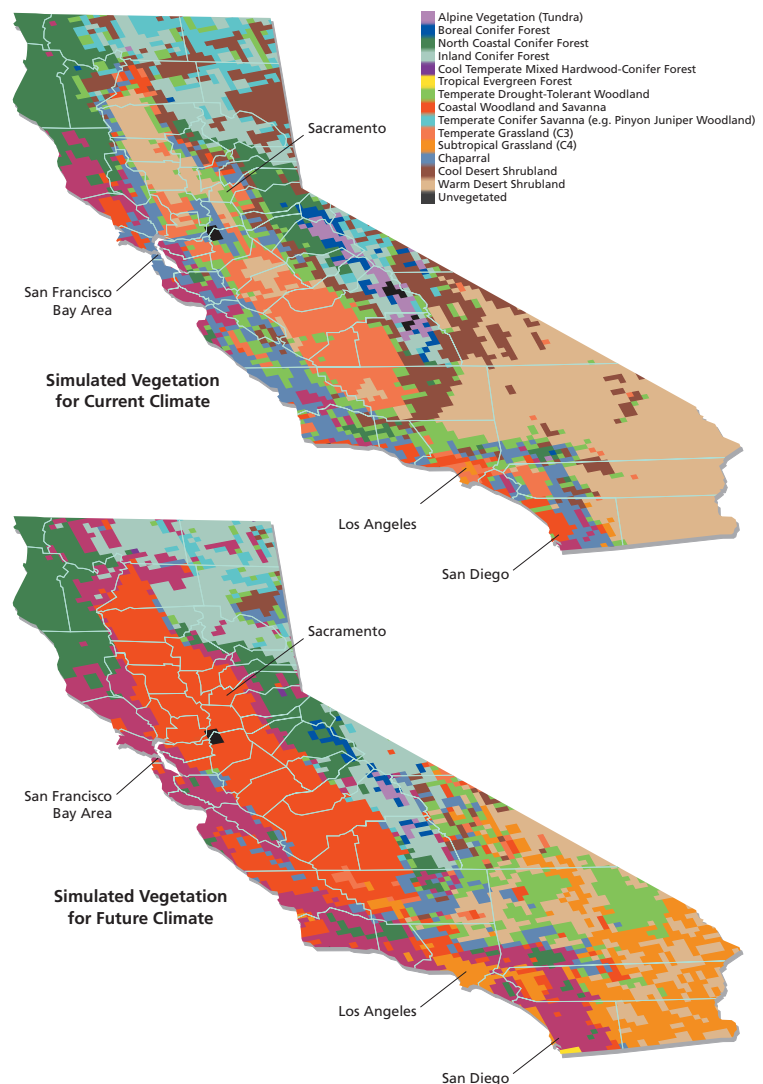 Alpine Vegetation (Tundra)
Boreal Conifer Forest
North Coastal Conifer Forest
Inland Conifer Forest
Cool Temperate Mixed Hardwood-Conifer Forest
Tropical Evergreen Forest
Temperate Drought-Tolerant Woodland
Coastal Woodland and Savanna
Temperate Conifer Savanna (e.g. Pinyon Juniper Woodland)
Temperate Grassland (C3)
Subtropical Grassland (C4)
Chaparral
Cool Desert Shrubland
Warm Desert Shrubland
Unvegetated
Sacramento
San Francisco
Bay Area
Simulated Vegetation
for Current Climate
Los Angeles
San Diego
Sacramento
San Francisco
Bay Area
Simulated Vegetation
for Future Climate
Los Angeles
San Diego